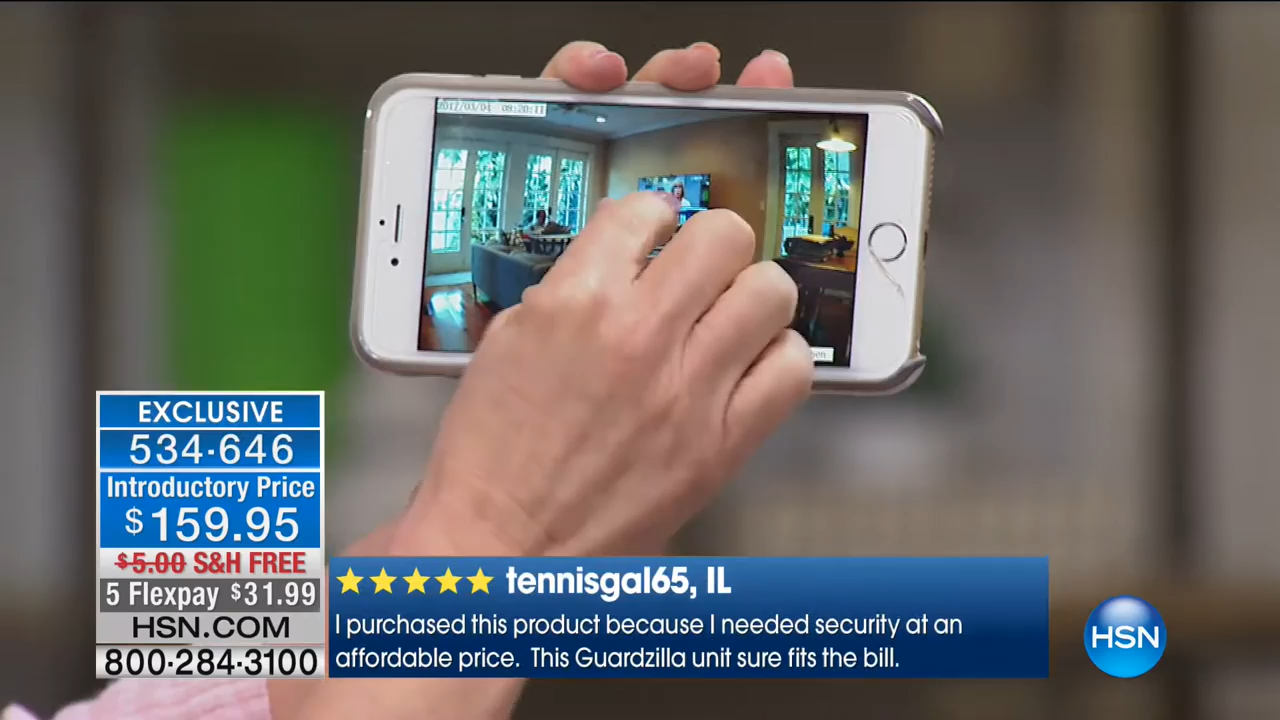 2017/03/04 08:20:11
EXCLUSIVE
534-646
Introductory Price
$159.95
$5.00 S&H FREE
5 Flexpay $31.99
HSN.COM
800-284-3100
tennisgal65, IL
I purchased this product because I needed security at an
affordable price. This Guardzilla unit sure fits the bill.
HSN